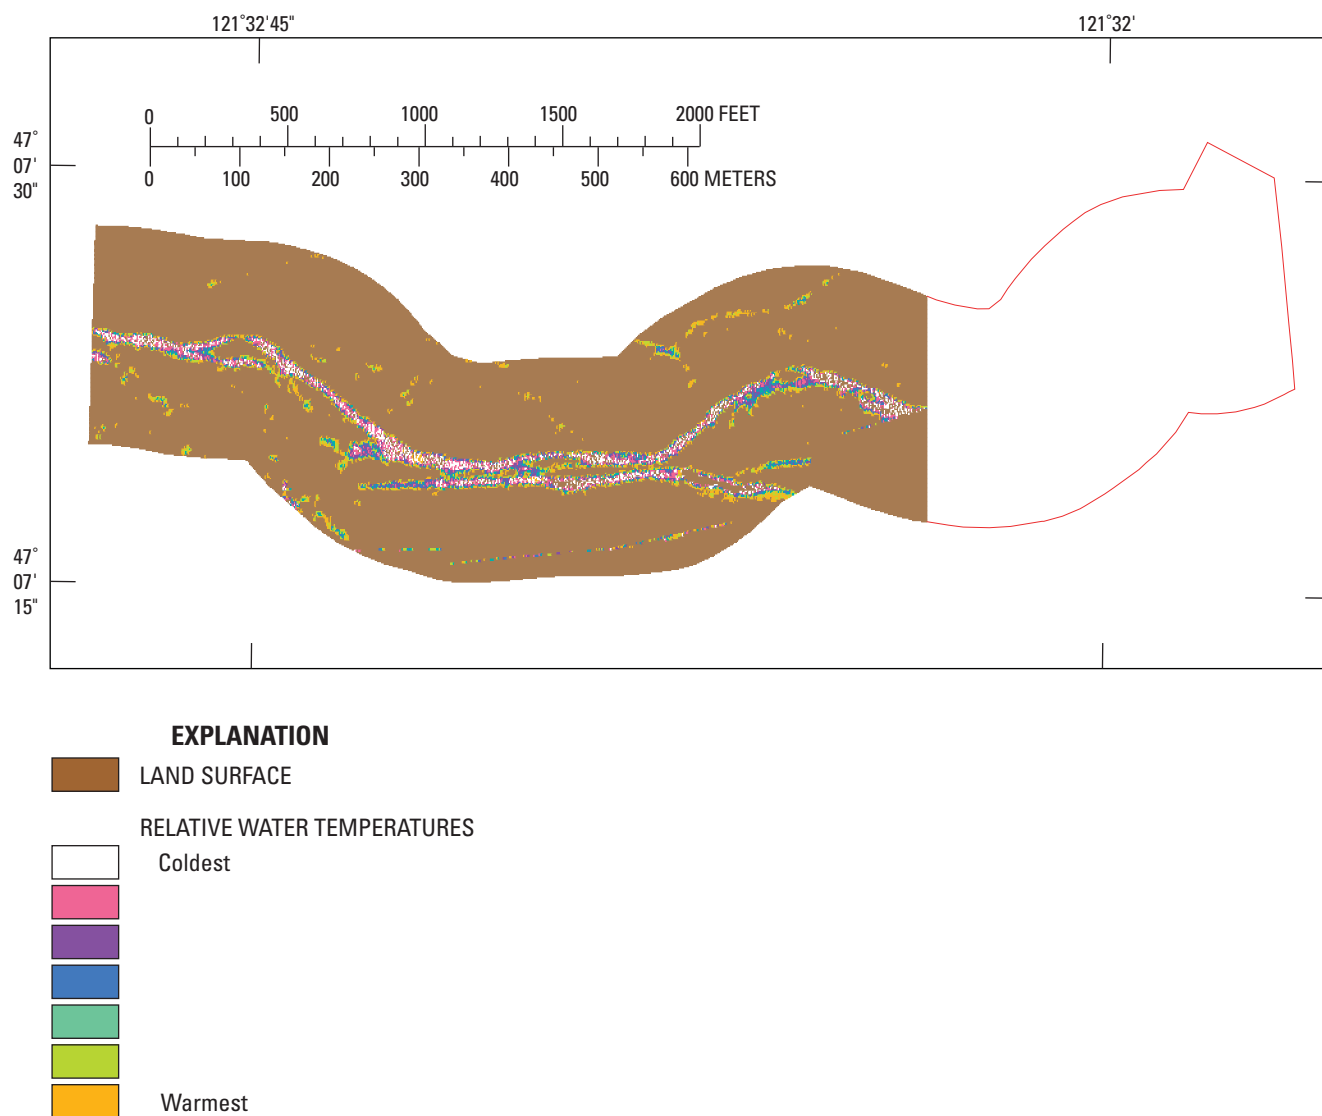 121°32'45" 121°32'
0 500 1000 1500 2000 FEET
47°
07'
30"
0 100 200 300 400 500 600 METERS
47°
07'
15"
EXPLANATION
LAND SURFACE
RELATIVE WATER TEMPERATURES
Coldest
Warmest